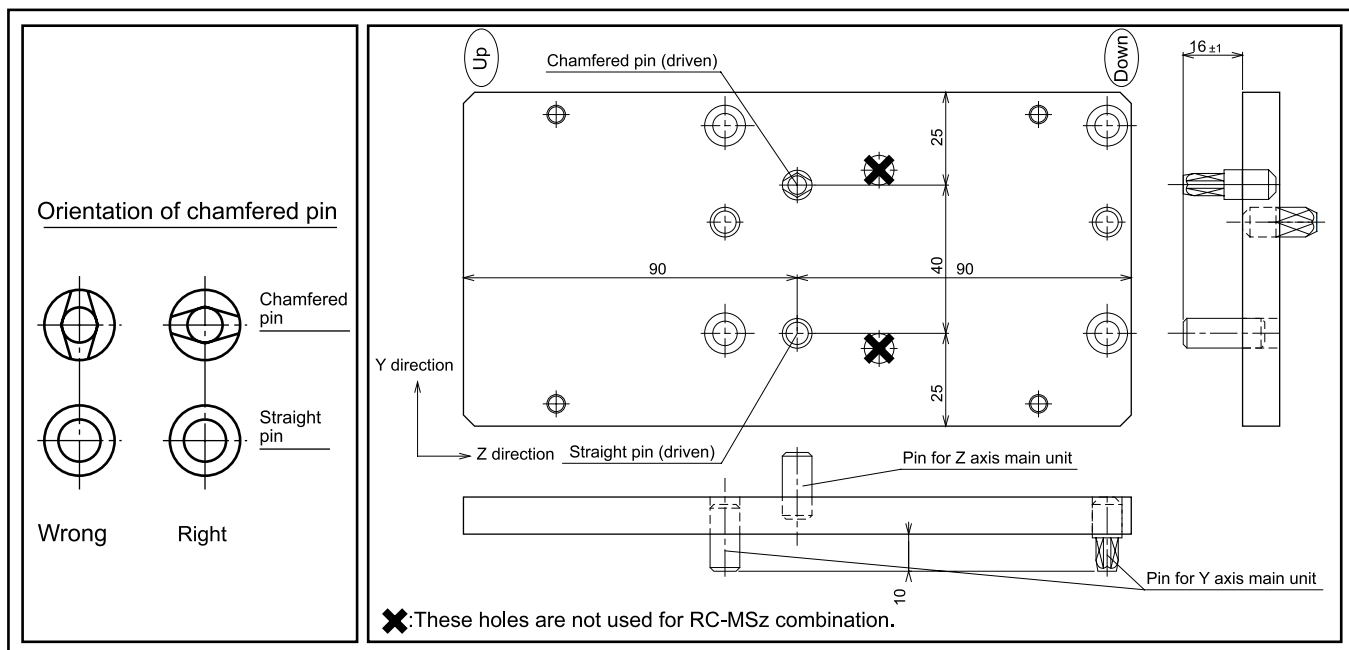 Orientation of chamfered pin
Chamfered
pin
Straight
pin
Wrong
Right
Up
Chamfered pin (driven)
Down
16 ±1
25
90
40
90
25
Y direction
Z direction
Straight pin (driven)
Pin for Z axis main unit
10
Pin for Y axis main unit
:These holes are not used for RC-MSz combination.